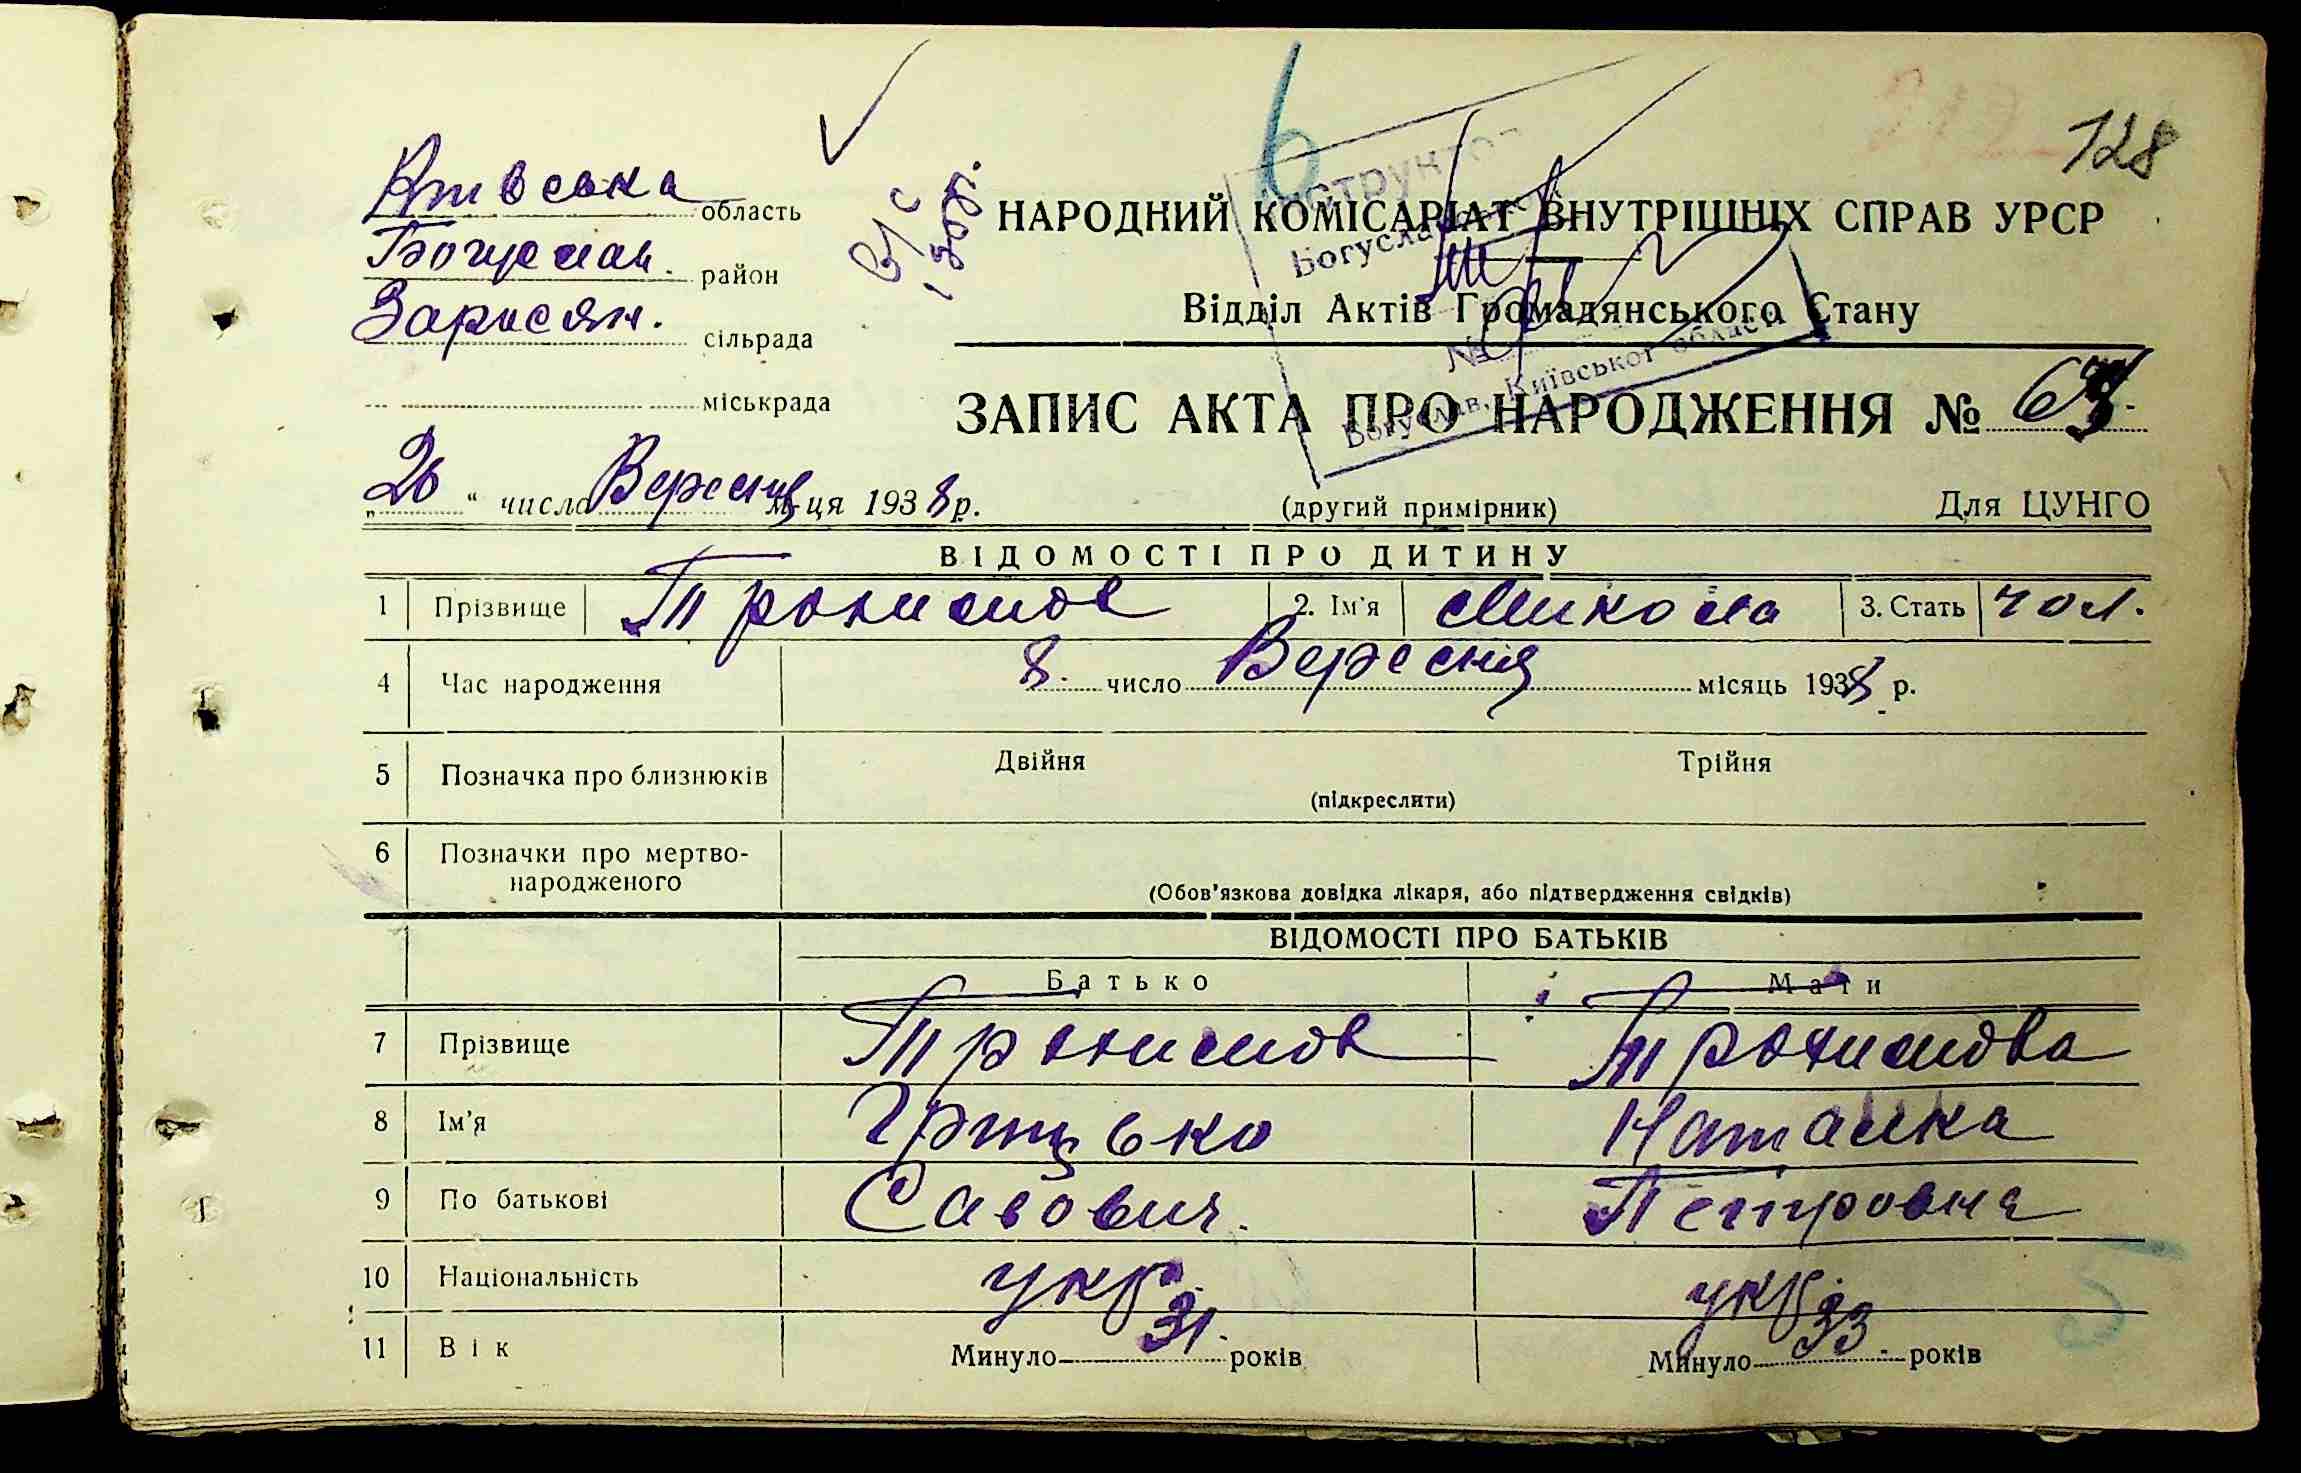 128
6
Київська область
Богуслав. район
Зарисян. сільрада
міськрада
НАРОДНИЙ КОМІСАРІАТ ВНУТРІШНІХ СПРАВ УРСР
Відділ Актів Громадянського Стану
ЗАПИС АКТА ПРО НАРОДЖЕННЯ №
„26“ число Вересня м-ця 1938 р.
(другий примірник)
Для ЦУНГО
ВІДОМОСТІ ПРО ДИТИНУ
1 Прізвище Трохимов 2. Ім'я Микола 3. Стать чол.
4 Час народження 8. число Вересня місяць 1938 р.
5 Позначка про близнюків Двійня Трійня
(підкреслити)
6 Позначки про мертво-
народженого
(Обов'язкова довідка лікаря, або підтвердження свідків)
ВІДОМОСТІ ПРО БАТЬКІВ
Батько Мати
7 Прізвище Трохимов Трохимова
8 Ім'я Грицько Наталка
9 По батькові Савович. Петровна
10 Національність укр. укр.
11 Вік Минуло 31. років Минуло 33 років
5